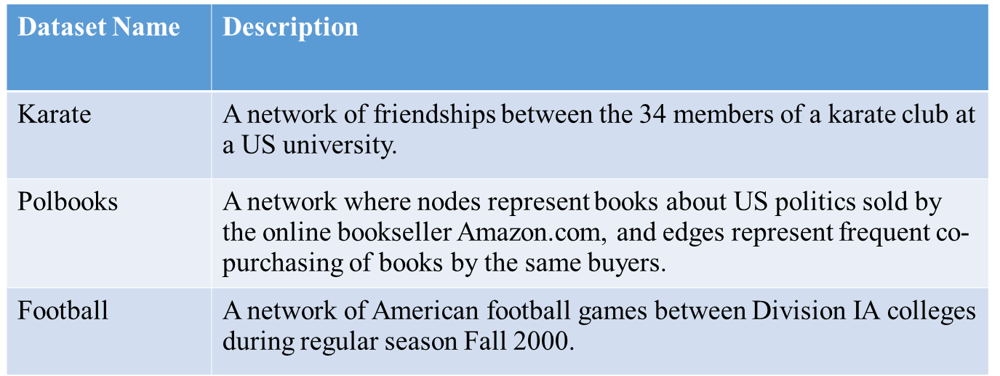 Dataset Name
Description
Karate
A network of friendships between the 34 members of a karate club at
a US university.
Polbooks
A network where nodes represent books about US politics sold by
the online bookseller Amazon.com, and edges represent frequent co-
purchasing of books by the same buyers.
Football
A network of American football games between Division IA colleges
during regular season Fall 2000.